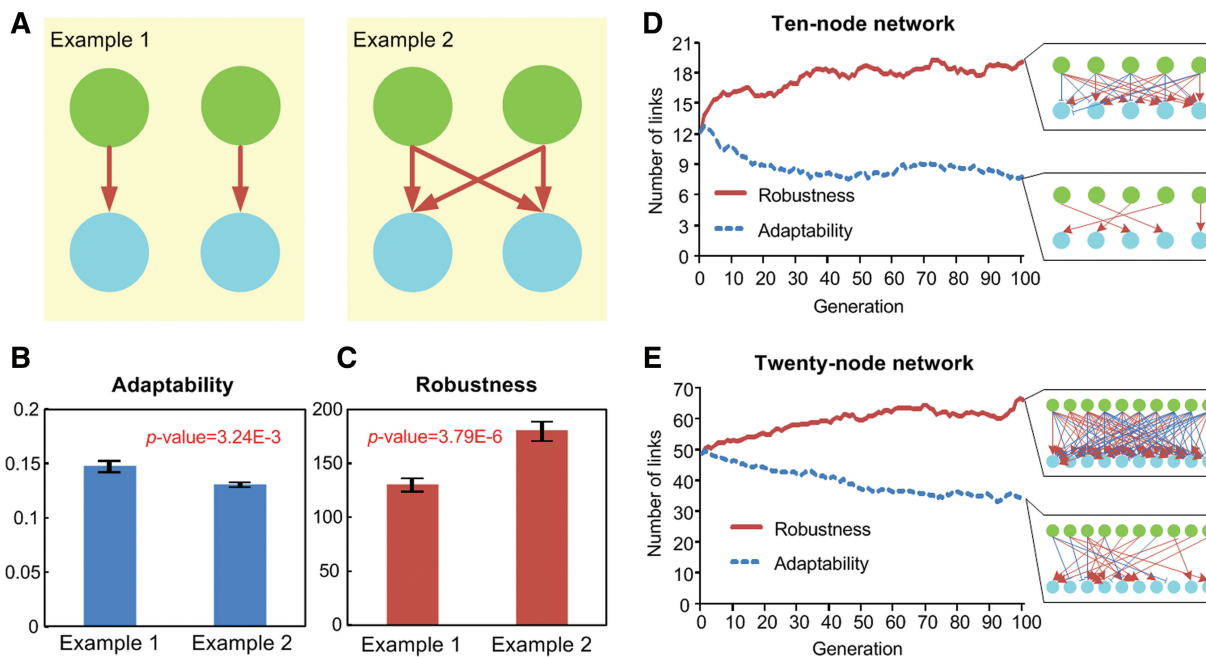 A
Example 1
Example 2
B
Adaptability
0.2
0.15
0.1
0.05
0
p-value=3.24E-3
Example 1
Example 2
C
Robustness
200
150
100
50
0
p-value=3.79E-6
Example 1
Example 2
D
Ten-node network
Number of links
21
18
15
12
9
6
3
0
Robustness
Adaptability
0 10 20 30 40 50 60 70 80 90 100
Generation
E
Twenty-node network
Number of links
70
60
50
40
30
20
10
0
Robustness
Adaptability
0 10 20 30 40 50 60 70 80 90 100
Generation